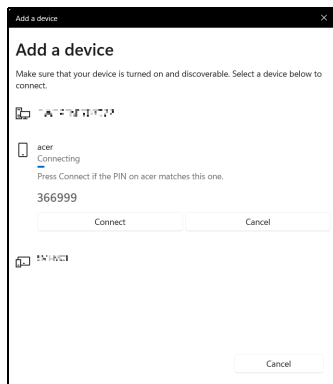 Add a device
Add a device
Make sure that your device is turned on and discoverable. Select a device below to
connect.
acer
Connecting
Press Connect if the PIN on acer matches this one.
366999
Connect Cancel
Cancel